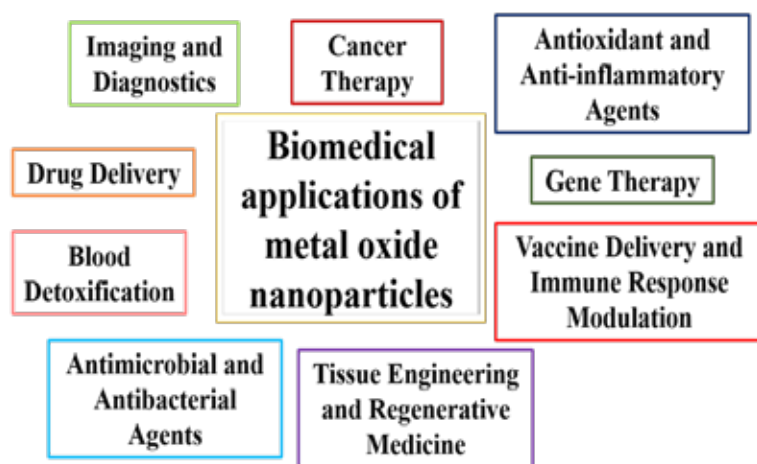 Imaging and
Diagnostics
Cancer
Therapy
Antioxidant and
Anti-inflammatory
Agents
Drug Delivery
Biomedical
applications of
metal oxide
nanoparticles
Gene Therapy
Blood
Detoxification
Vaccine Delivery and
Immune Response
Modulation
Antimicrobial and
Antibacterial
Agents
Tissue Engineering
and Regenerative
Medicine